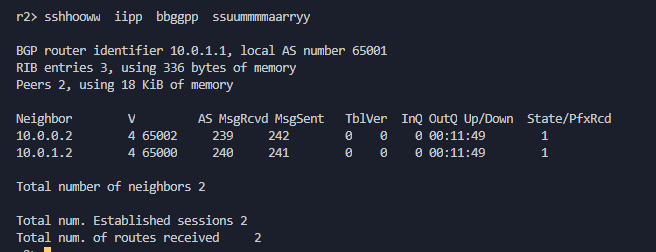 r2> sshhooww  iipp  bbggpp  ssuummmmaarryy
BGP router identifier 10.0.1.1, local AS number 65001
RIB entries 3, using 336 bytes of memory
Peers 2, using 18 KiB of memory
Neighbor        V         AS MsgRcvd MsgSent   TblVer  InQ OutQ Up/Down  State/PfxRcd
10.0.0.2        4 65002     239     242        0    0    0 00:11:49        1
10.0.1.2        4 65000     240     241        0    0    0 00:11:49        1
Total number of neighbors 2
Total num. Established sessions 2
Total num. of routes received     2
r2>